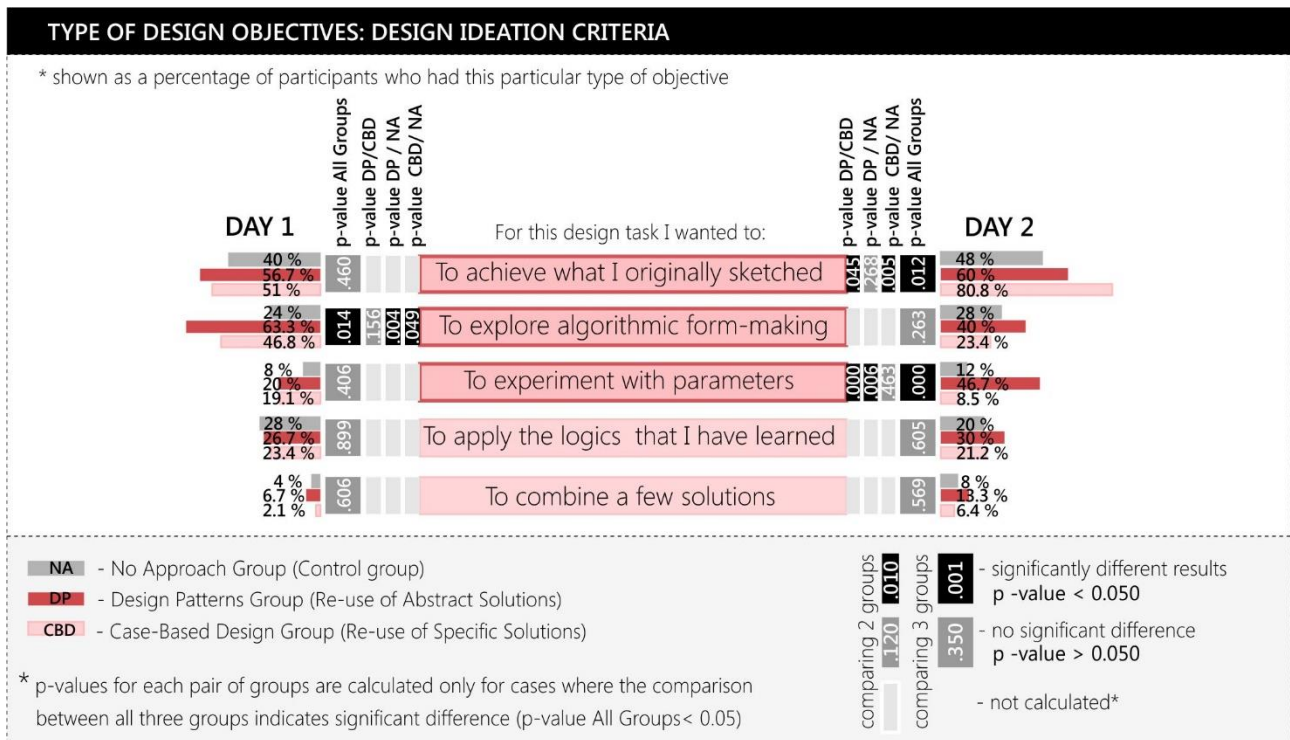 TYPE OF DESIGN OBJECTIVES: DESIGN IDEATION CRITERIA
* shown as a percentage of participants who had this particular type of objective
p-value All Groups
p-value DP/CBD
p-value DP / NA
p-value CBD/ NA
p-value DP/CBD
p-value DP / NA
p-value CBD/ NA
p-value All Groups
DAY 1
For this design task I wanted to:
DAY 2
40 %
56.7 %
51 %
.460
To achieve what I originally sketched
.045
.268
.005
.012
48 %
60 %
80.8 %
24 %
63.3 %
46.8 %
.014
.156
.004
.049
To explore algorithmic form-making
.263
28 %
40 %
23.4 %
8 %
20 %
19.1 %
.406
To experiment with parameters
.000
.006
.463
.000
12 %
46.7 %
8.5 %
28 %
26.7 %
23.4 %
.899
To apply the logics that I have learned
.605
20 %
30 %
21.2 %
4 %
6.7 %
2.1 %
.606
To combine a few solutions
.569
8 %
13.3 %
6.4 %
NA - No Approach Group (Control group)
DP - Design Patterns Group (Re-use of Abstract Solutions)
CBD - Case-Based Design Group (Re-use of Specific Solutions)
* p-values for each pair of groups are calculated only for cases where the comparison
between all three groups indicates significant difference (p-value All Groups< 0.05)
comparing 2 groups
.010
.120
comparing 3 groups
.001
.350
- significantly different results
p -value < 0.050
- no significant difference
p -value > 0.050
- not calculated*